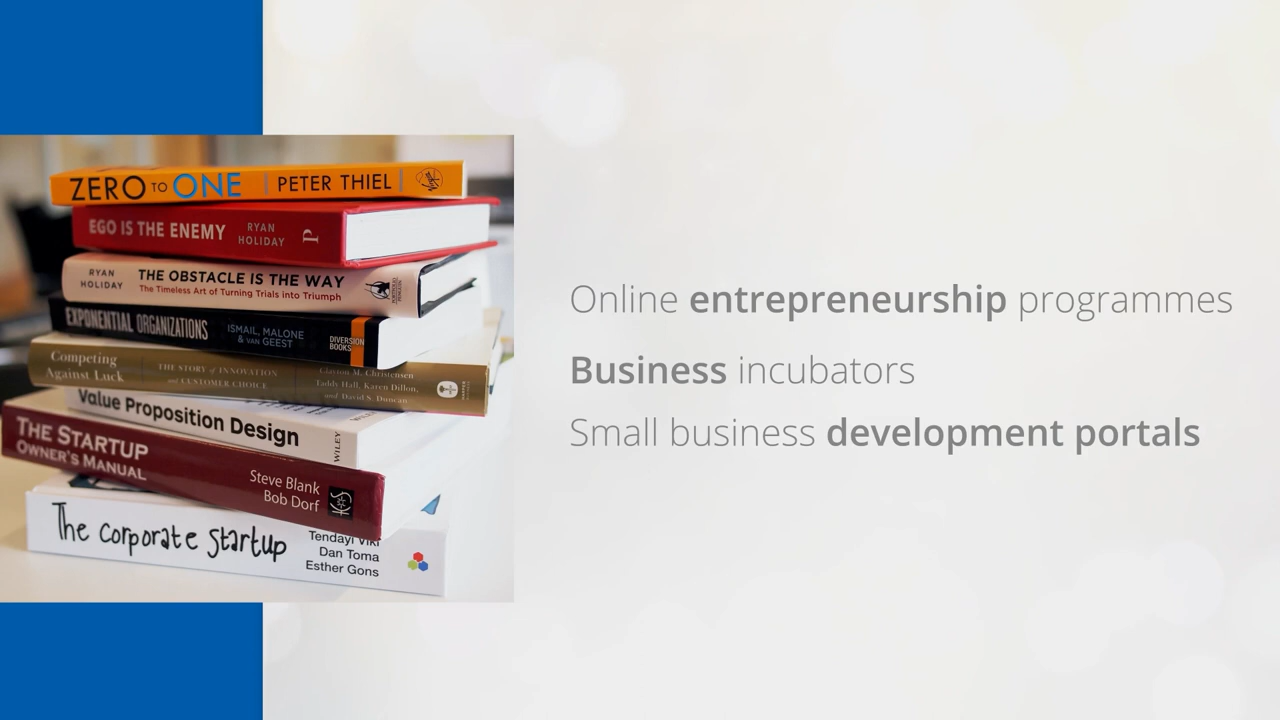 ZERO TO ONE PETER THIEL
EGO IS THE ENEMY RYAN HOLIDAY P
RYAN HOLIDAY THE OBSTACLE IS THE WAY
The Timeless Art of Turning Trials into Triumph
PORTFOLIO PENGUIN
EXPONENTIAL ORGANIZATIONS ISMAIL, MALONE & VAN GEEST DIVERSION BOOKS
Competing Against Luck
THE STORY of INNOVATION and CUSTOMER CHOICE
Clayton M. Christensen
Taddy Hall, Karen Dillon,
and David S. Duncan
Value Proposition Design WILEY
THE STARTUP
OWNER'S MANUAL
Steve Blank
Bob Dorf
K&S
The corporate startup
Tendayi Viki
Dan Toma
Esther Gons
Online entrepreneurship programmes
Business incubators
Small business development portals